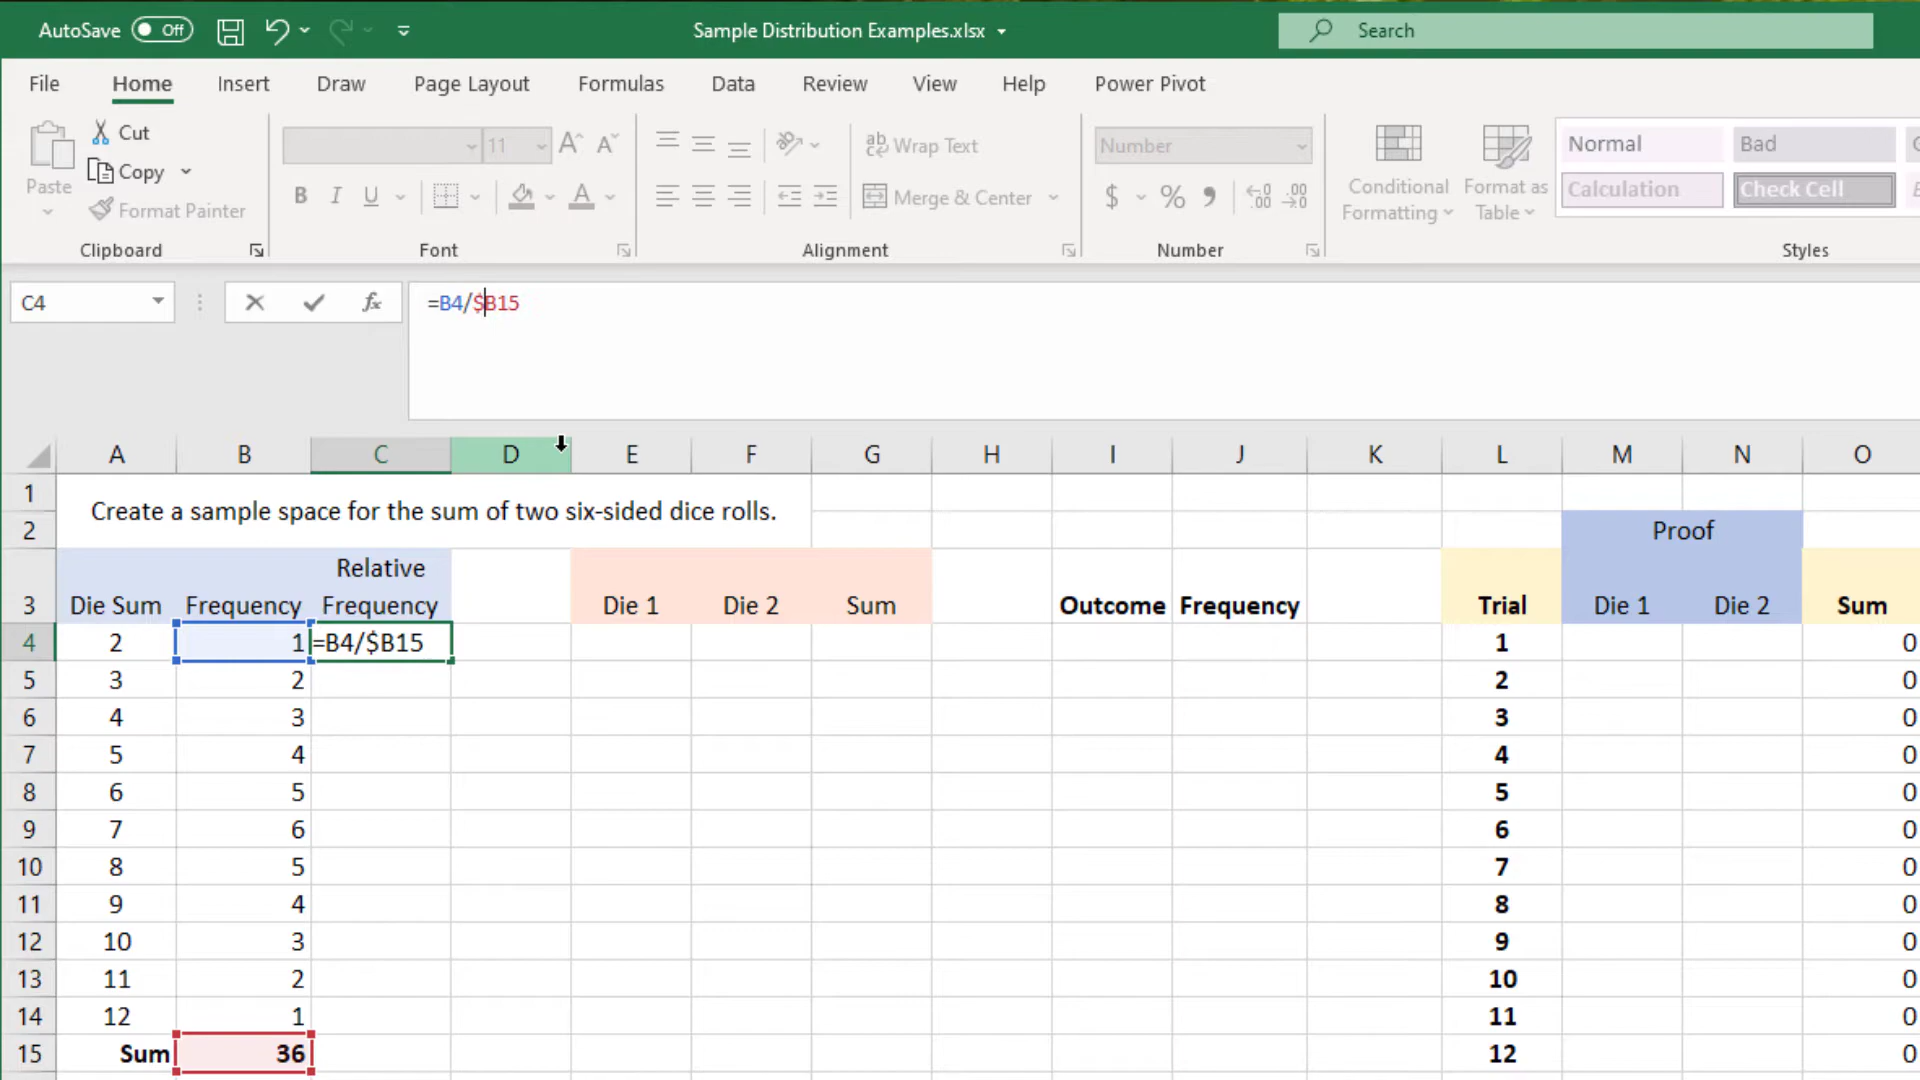 AutoSave Off Sample Distribution Examples.xlsx Search
File Home Insert Draw Page Layout Formulas Data Review View Help Power Pivot
Paste Cut Copy Format Painter
11 A A
B I U A
ab Wrap Text
Merge & Center
Number
$ % 9 .00
Conditional
Formatting
Format as
Table
Normal Bad
Calculation Check Cell
Clipboard Font Alignment Number Styles
C4 fx =B4/$B15
A B C D E F G H I J K L M N O
1
Create a sample space for the sum of two six-sided dice rolls.
2 Proof
Relative
3 Die Sum Frequency Frequency Die 1 Die 2 Sum Outcome Frequency Trial Die 1 Die 2 Sum
4 2 1 =B4/$B15 1 0
5 3 2 2 0
6 4 3 3 0
7 5 4 4 0
8 6 5 5 0
9 7 6 6 0
10 8 5 7 0
11 9 4 8 0
12 10 3 9 0
13 11 2 10 0
14 12 1 11 0
15 Sum 36 12 0